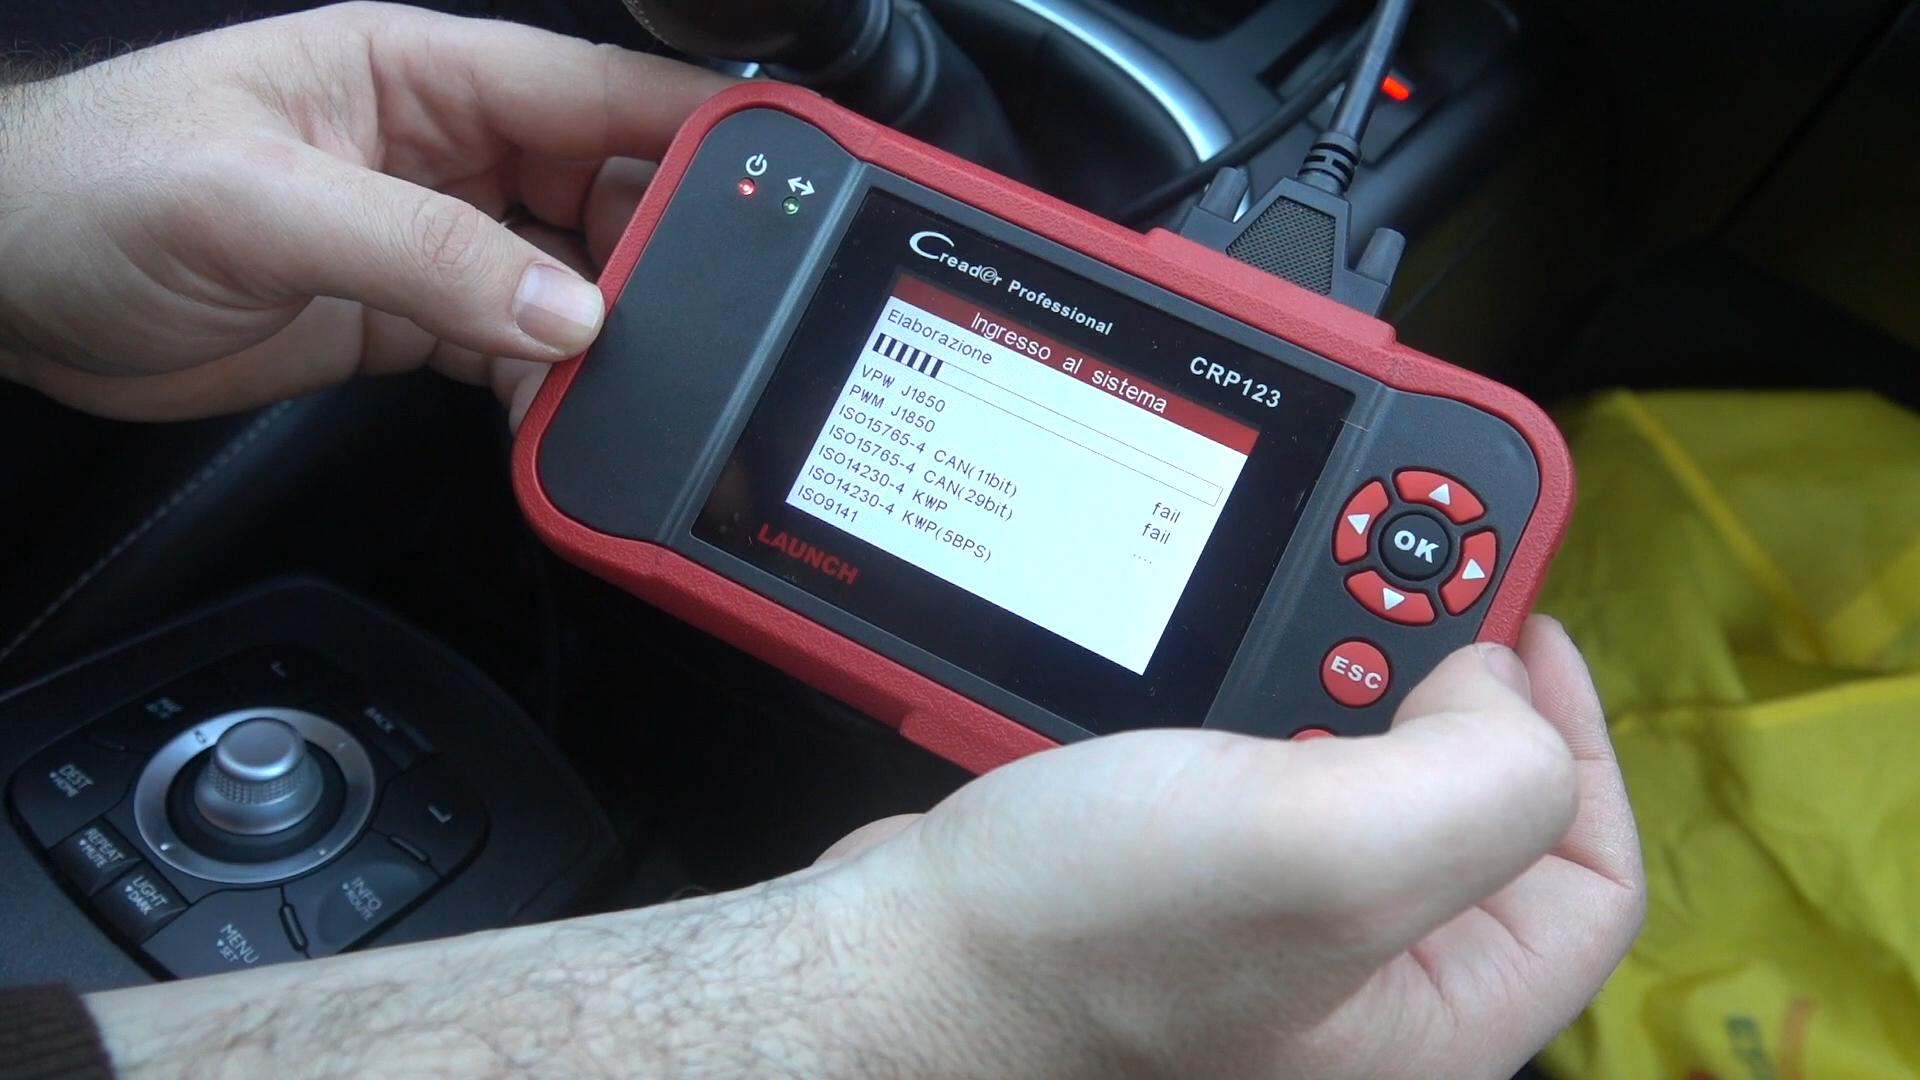 Creader Professional
CRP123
Ingresso al sistema
Elaborazione
VPW J1850 fail
PWM J1850 fail
ISO15765-4 CAN(11bit) ....
ISO15765-4 CAN(29bit)
ISO14230-4 KWP
ISO14230-4 KWP(5BPS)
ISO9141
LAUNCH
OK
ESC
BACK
DEST
HOME
REPEAT
MUTE
LIGHT
DARK
INFO
ROUTE
MENU
SET